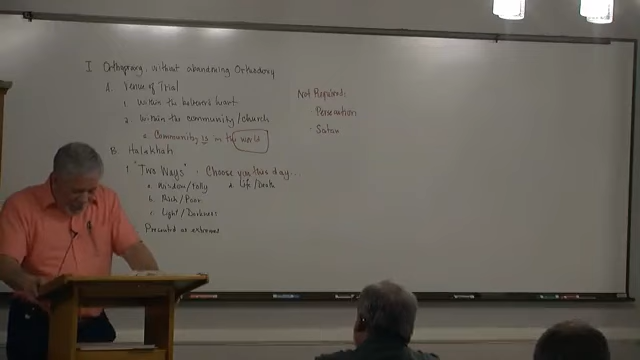 I Orthopraxy, without abandoning Orthodoxy
A. Venue of Trial
1. Within the believer's heart
2. Within the community/church
a. Community is in the world
B. Halakhah
1. "Two Ways" - Choose you this day...
a. Wisdom/Folly d. Life/Death
b. Rich/Poor
c. Light/Darkness
Presented as extremes
Not Required:
- Persecution
- Satan